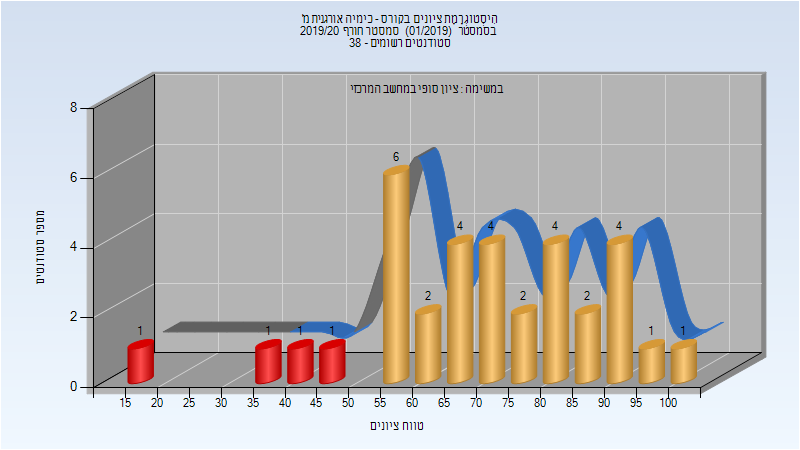 היסטוגרמת ציונים בקורס - כימיה אורגנית מ'
בסמסטר (01/2019) סמסטר חורף 2019/20
סטודנטים רשומים - 38
במשימה : ציון סופי במחשב המרכזי
מספר סטודנטים
8
6
4
2
0
1 1 1 1 6 2 4 4 2 4 2 4 1 1
15 20 25 30 35 40 45 50 55 60 65 70 75 80 85 90 95 100
טווח ציונים